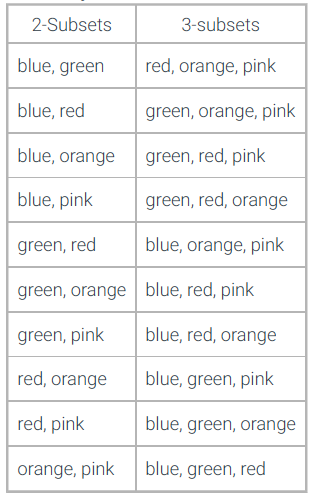 2-Subsets 3-subsets
blue, green red, orange, pink
blue, red green, orange, pink
blue, orange green, red, pink
blue, pink green, red, orange
green, red blue, orange, pink
green, orange blue, red, pink
green, pink blue, red, orange
red, orange blue, green, pink
red, pink blue, green, orange
orange, pink blue, green, red